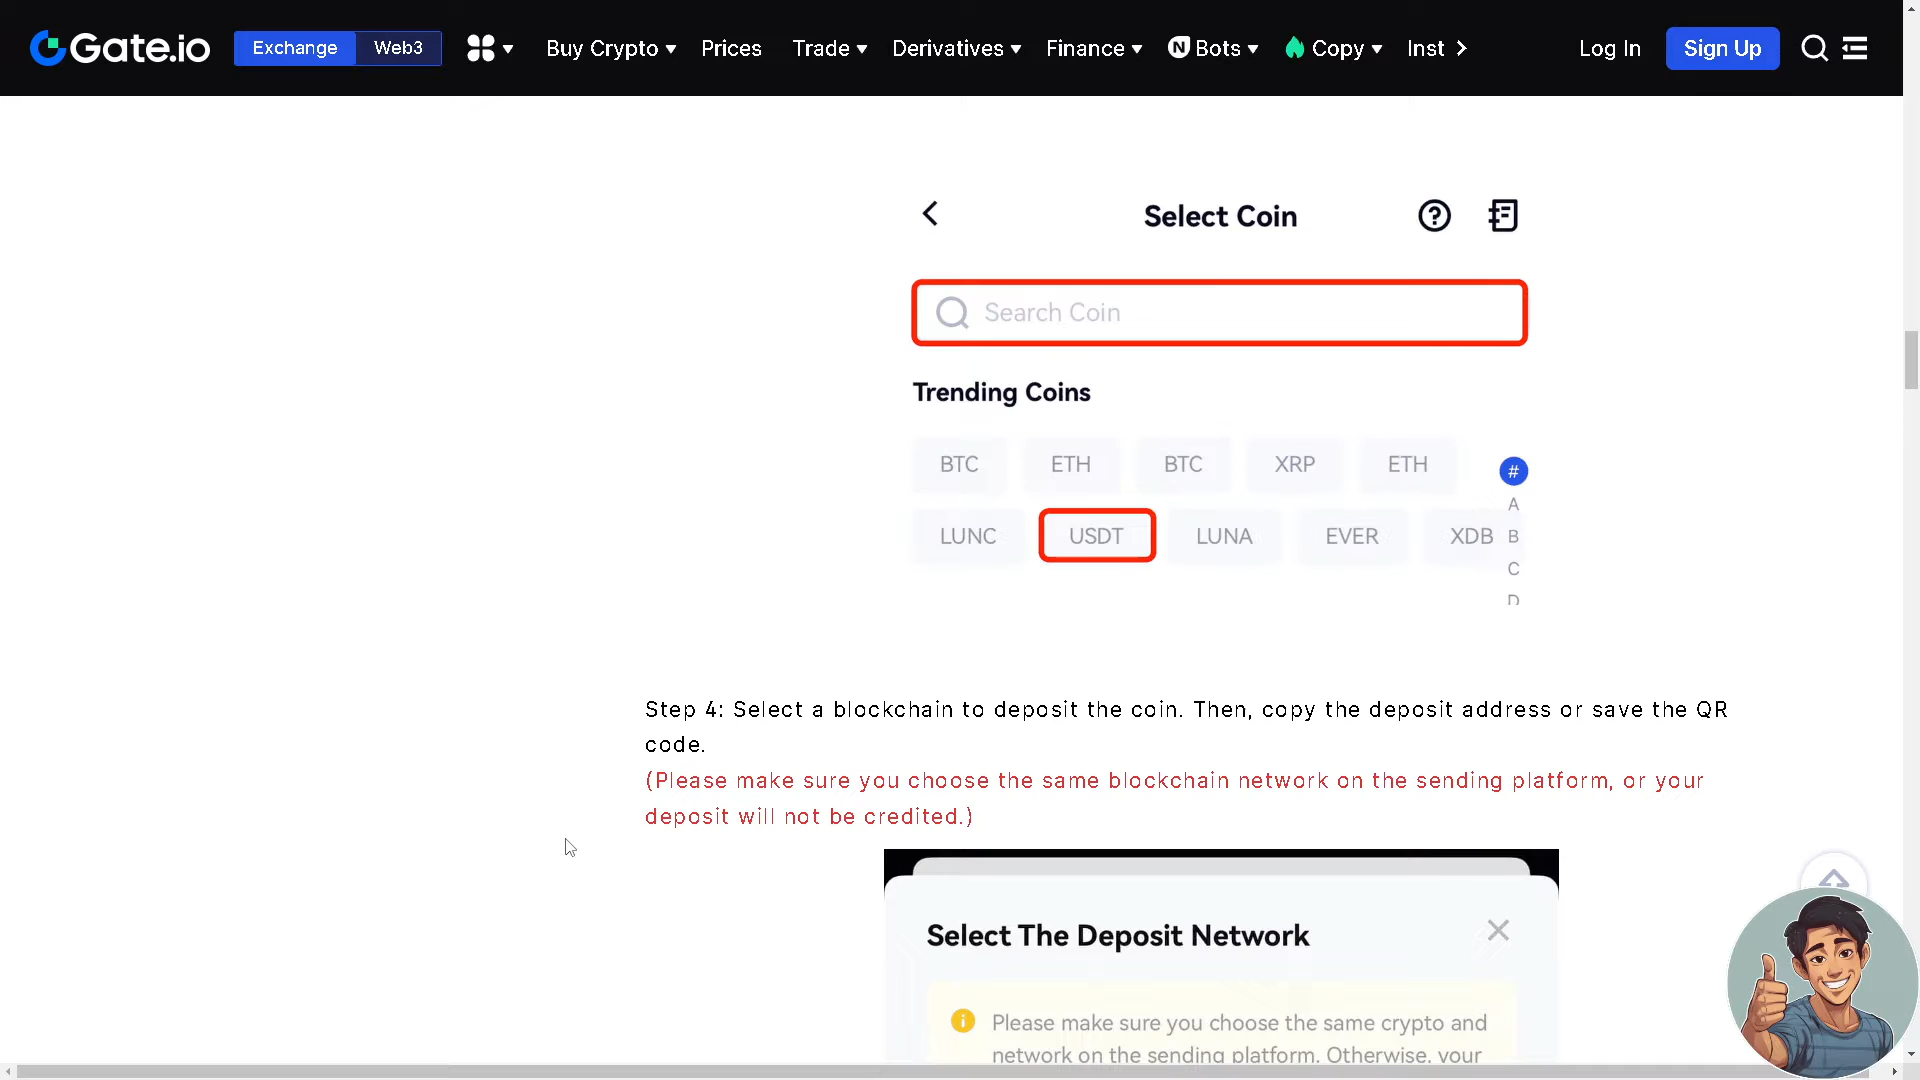 Gate.io Exchange Web3 Buy Crypto Prices Trade Derivatives Finance Bots Copy Inst Log In Sign Up
Select Coin
Search Coin
Trending Coins
BTC ETH BTC XRP ETH
#
A
LUNC USDT LUNA EVER XDB B
C
D
Step 4: Select a blockchain to deposit the coin. Then, copy the deposit address or save the QR
code.
(Please make sure you choose the same blockchain network on the sending platform, or your
deposit will not be credited.)
Select The Deposit Network
Please make sure you choose the same crypto and
network on the sending platform. Otherwise, your